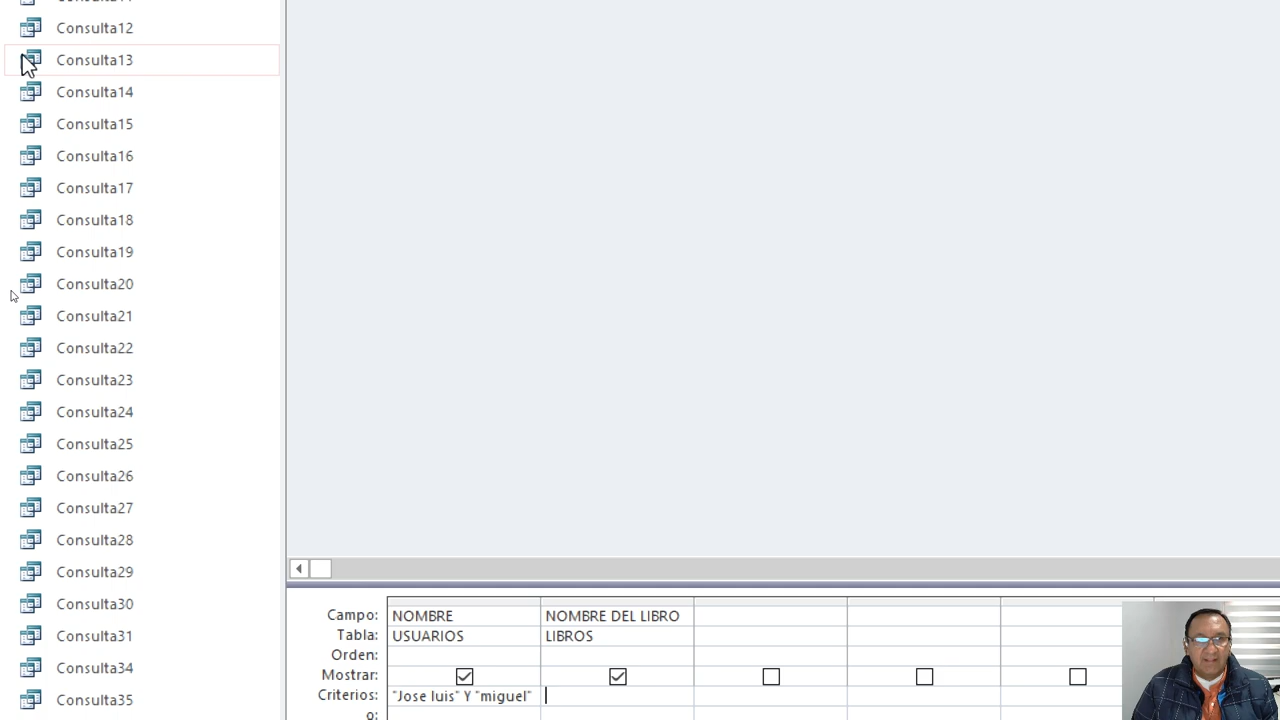 Consulta11
Consulta12
Consulta13
Consulta14
Consulta15
Consulta16
Consulta17
Consulta18
Consulta19
Consulta20
Consulta21
Consulta22
Consulta23
Consulta24
Consulta25
Consulta26
Consulta27
Consulta28
Consulta29
Consulta30
Consulta31
Consulta34
Consulta35
Campo: NOMBRE NOMBRE DEL LIBRO
Tabla: USUARIOS LIBROS
Orden:
Mostrar:
Criterios: "Jose luis" Y "miguel"
o: